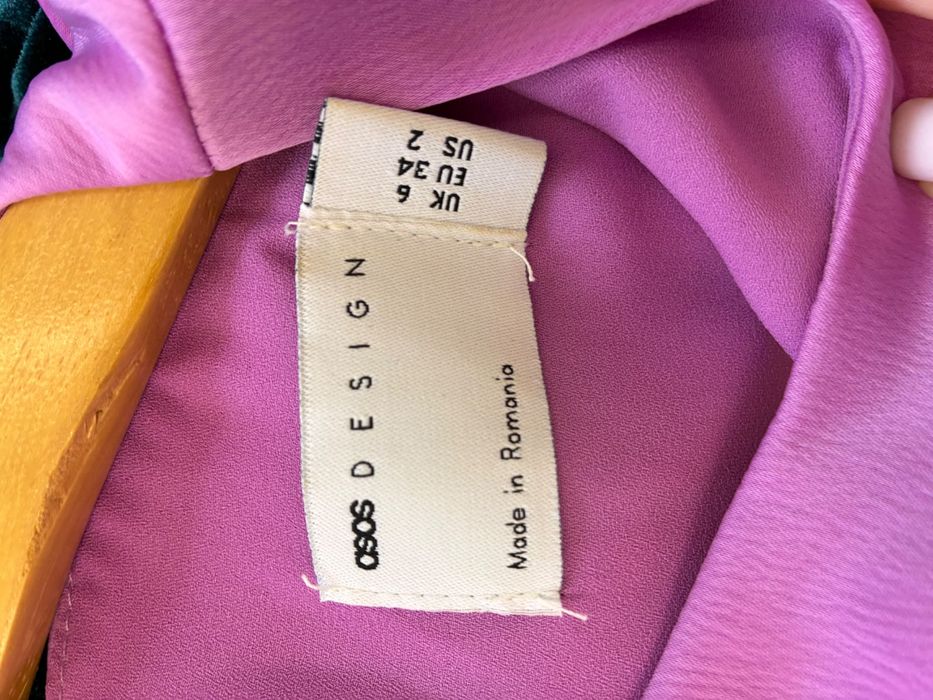 asos DESIGN
Made in Romania
UK 6
EU 34
US 2